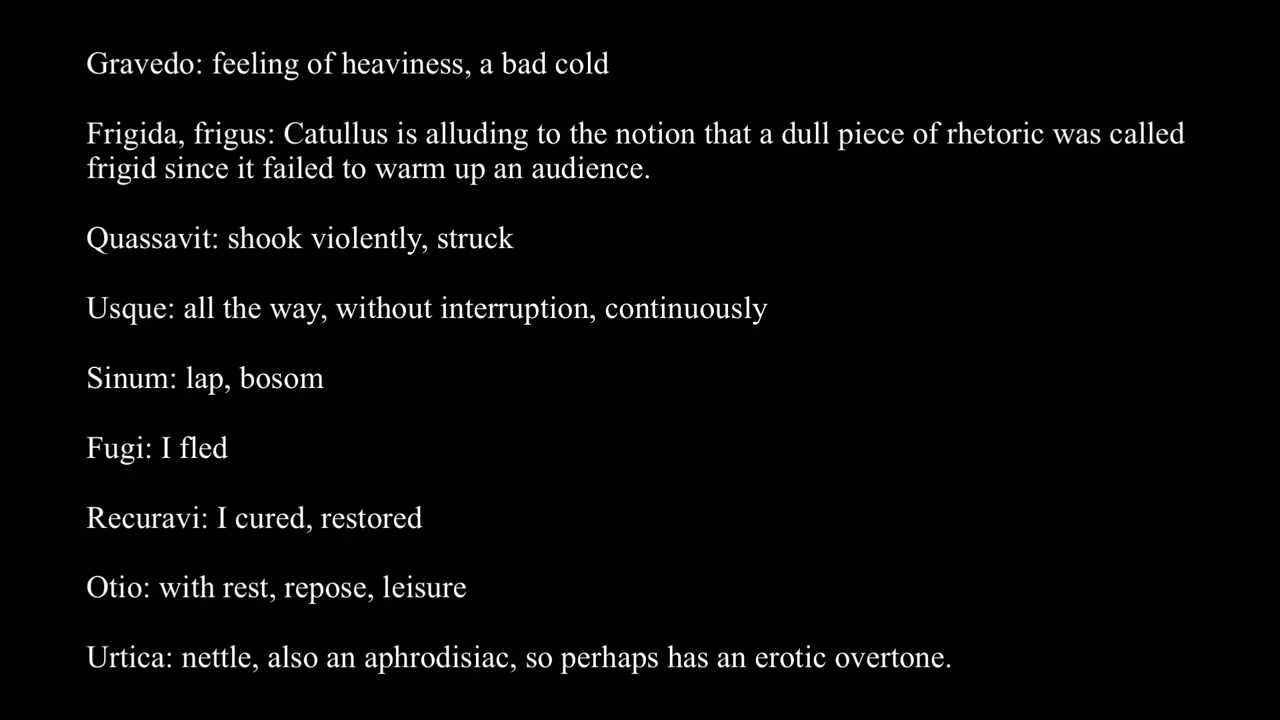 Gravedo: feeling of heaviness, a bad cold
Frigida, frigus: Catullus is alluding to the notion that a dull piece of rhetoric was called
frigid since it failed to warm up an audience.
Quassavit: shook violently, struck
Usque: all the way, without interruption, continuously
Sinum: lap, bosom
Fugi: I fled
Recuravi: I cured, restored
Otio: with rest, repose, leisure
Urtica: nettle, also an aphrodisiac, so perhaps has an erotic overtone.